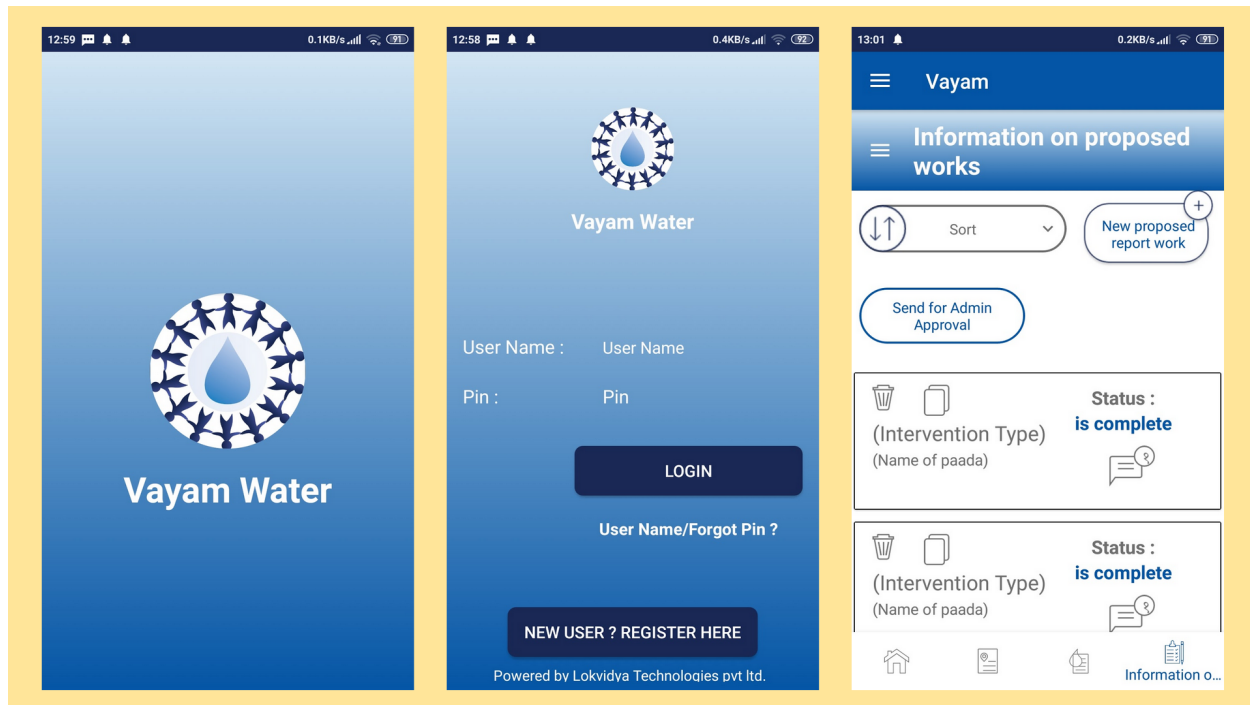 12:59
0.1KB/s
91
Vayam Water
12:58
0.4KB/s
92
Vayam Water
User Name : User Name
Pin : Pin
LOGIN
User Name/Forgot Pin ?
NEW USER ? REGISTER HERE
Powered by Lokvidya Technologies pvt ltd.
13:01
0.2KB/s
91
Vayam
Information on proposed
works
Sort
+
New proposed
report work
Send for Admin
Approval
Status :
is complete
(Intervention Type)
(Name of paada)
१
Status :
is complete
(Intervention Type)
(Name of paada)
१
Information o...